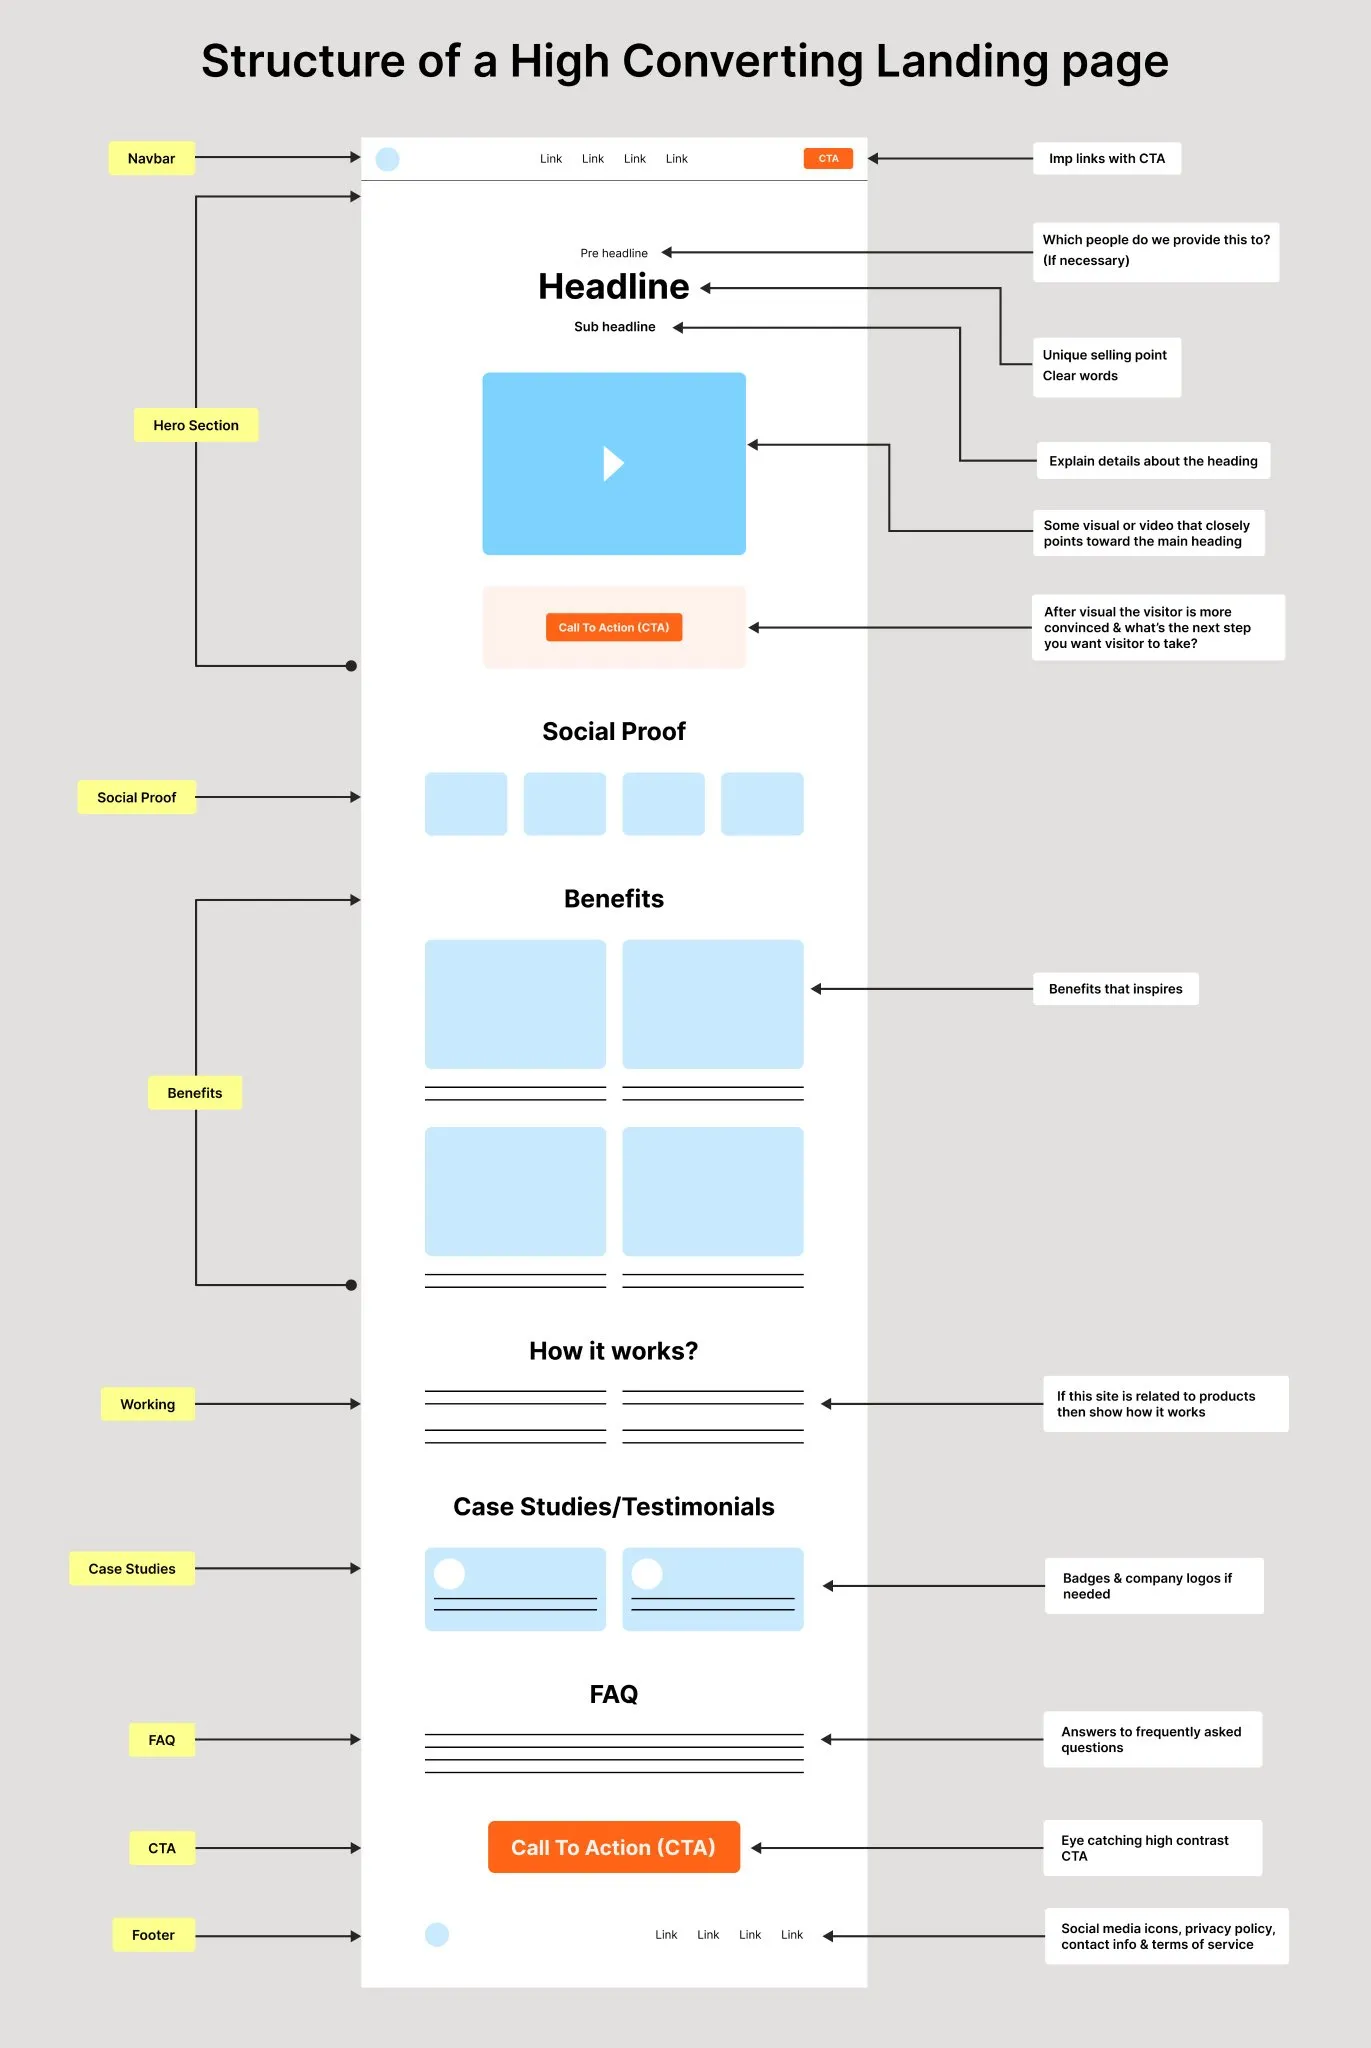 Structure of a High Converting Landing page
Navbar
Link Link Link Link
CTA
Imp links with CTA
Hero Section
Pre headline
Which people do we provide this to?
(If necessary)
Headline
Unique selling point
Clear words
Sub headline
Explain details about the heading
Some visual or video that closely
points toward the main heading
Call To Action (CTA)
After visual the visitor is more
convinced & what's the next step
you want visitor to take?
Social Proof
Social Proof
Benefits
Benefits
Benefits that inspires
How it works?
Working
If this site is related to products
then show how it works
Case Studies/Testimonials
Case Studies
Badges & company logos if
needed
FAQ
FAQ
Answers to frequently asked
questions
CTA
Call To Action (CTA)
Eye catching high contrast
CTA
Footer
Link Link Link Link
Social media icons, privacy policy,
contact info & terms of service